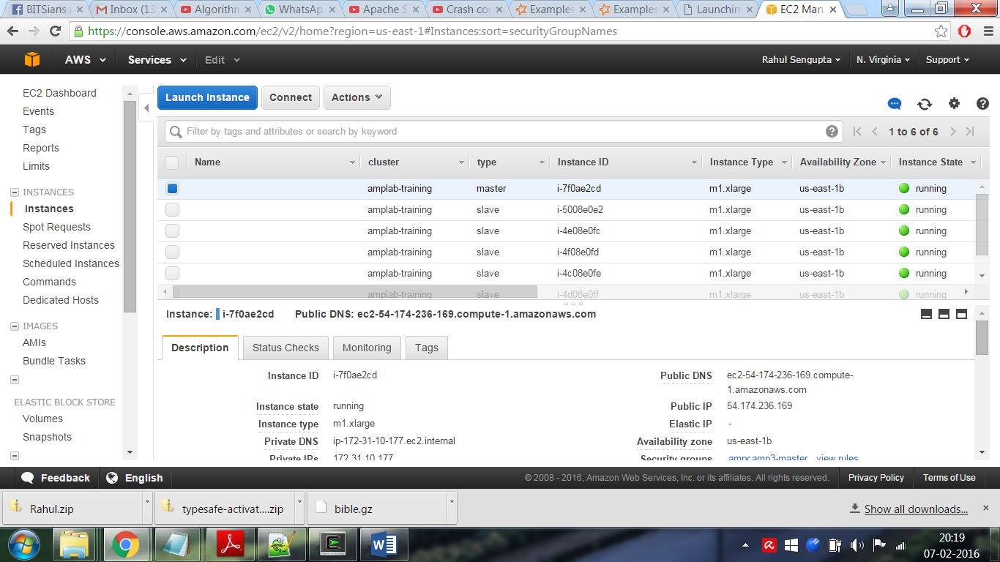 BITSians i
Inbox (13
Algorithm
WhatsAp
Apache S
Crash cou
Examples
Examples
Launchin
EC2 Man
https://console.aws.amazon.com/ec2/v2/home?region=us-east-1#Instances:sort=securityGroupNames
AWS Services Edit Rahul Sengupta N. Virginia Support
EC2 Dashboard
Events
Tags
Reports
Limits
INSTANCES
Instances
Spot Requests
Reserved Instances
Scheduled Instances
Commands
Dedicated Hosts
IMAGES
AMIs
Bundle Tasks
ELASTIC BLOCK STORE
Volumes
Snapshots
Launch Instance Connect Actions
Filter by tags and attributes or search by keyword 1 to 6 of 6
Name cluster type Instance ID Instance Type Availability Zone Instance State
amplab-training master i-7f0ae2cd m1.xlarge us-east-1b running
amplab-training slave i-5008e0e2 m1.xlarge us-east-1b running
amplab-training slave i-4e08e0fc m1.xlarge us-east-1b running
amplab-training slave i-4f08e0fd m1.xlarge us-east-1b running
amplab-training slave i-4c08e0fe m1.xlarge us-east-1b running
amplab-training slave i-4d08e0ff m1.xlarge us-east-1b running
Instance: i-7f0ae2cd Public DNS: ec2-54-174-236-169.compute-1.amazonaws.com
Description Status Checks Monitoring Tags
Instance ID i-7f0ae2cd Public DNS ec2-54-174-236-169.compute-
1.amazonaws.com
Instance state running Public IP 54.174.236.169
Instance type m1.xlarge Elastic IP -
Private DNS ip-172-31-10-177.ec2.internal Availability zone us-east-1b
Private IPs 172.31.10.177 Security groups ampcamp3-master. view rules
Feedback English © 2008 - 2016, Amazon Web Services, Inc. or its affiliates. All rights reserved. Privacy Policy Terms of Use
Rahul.zip typesafe-activat....zip bible.gz Show all downloads...
20:19
07-02-2016